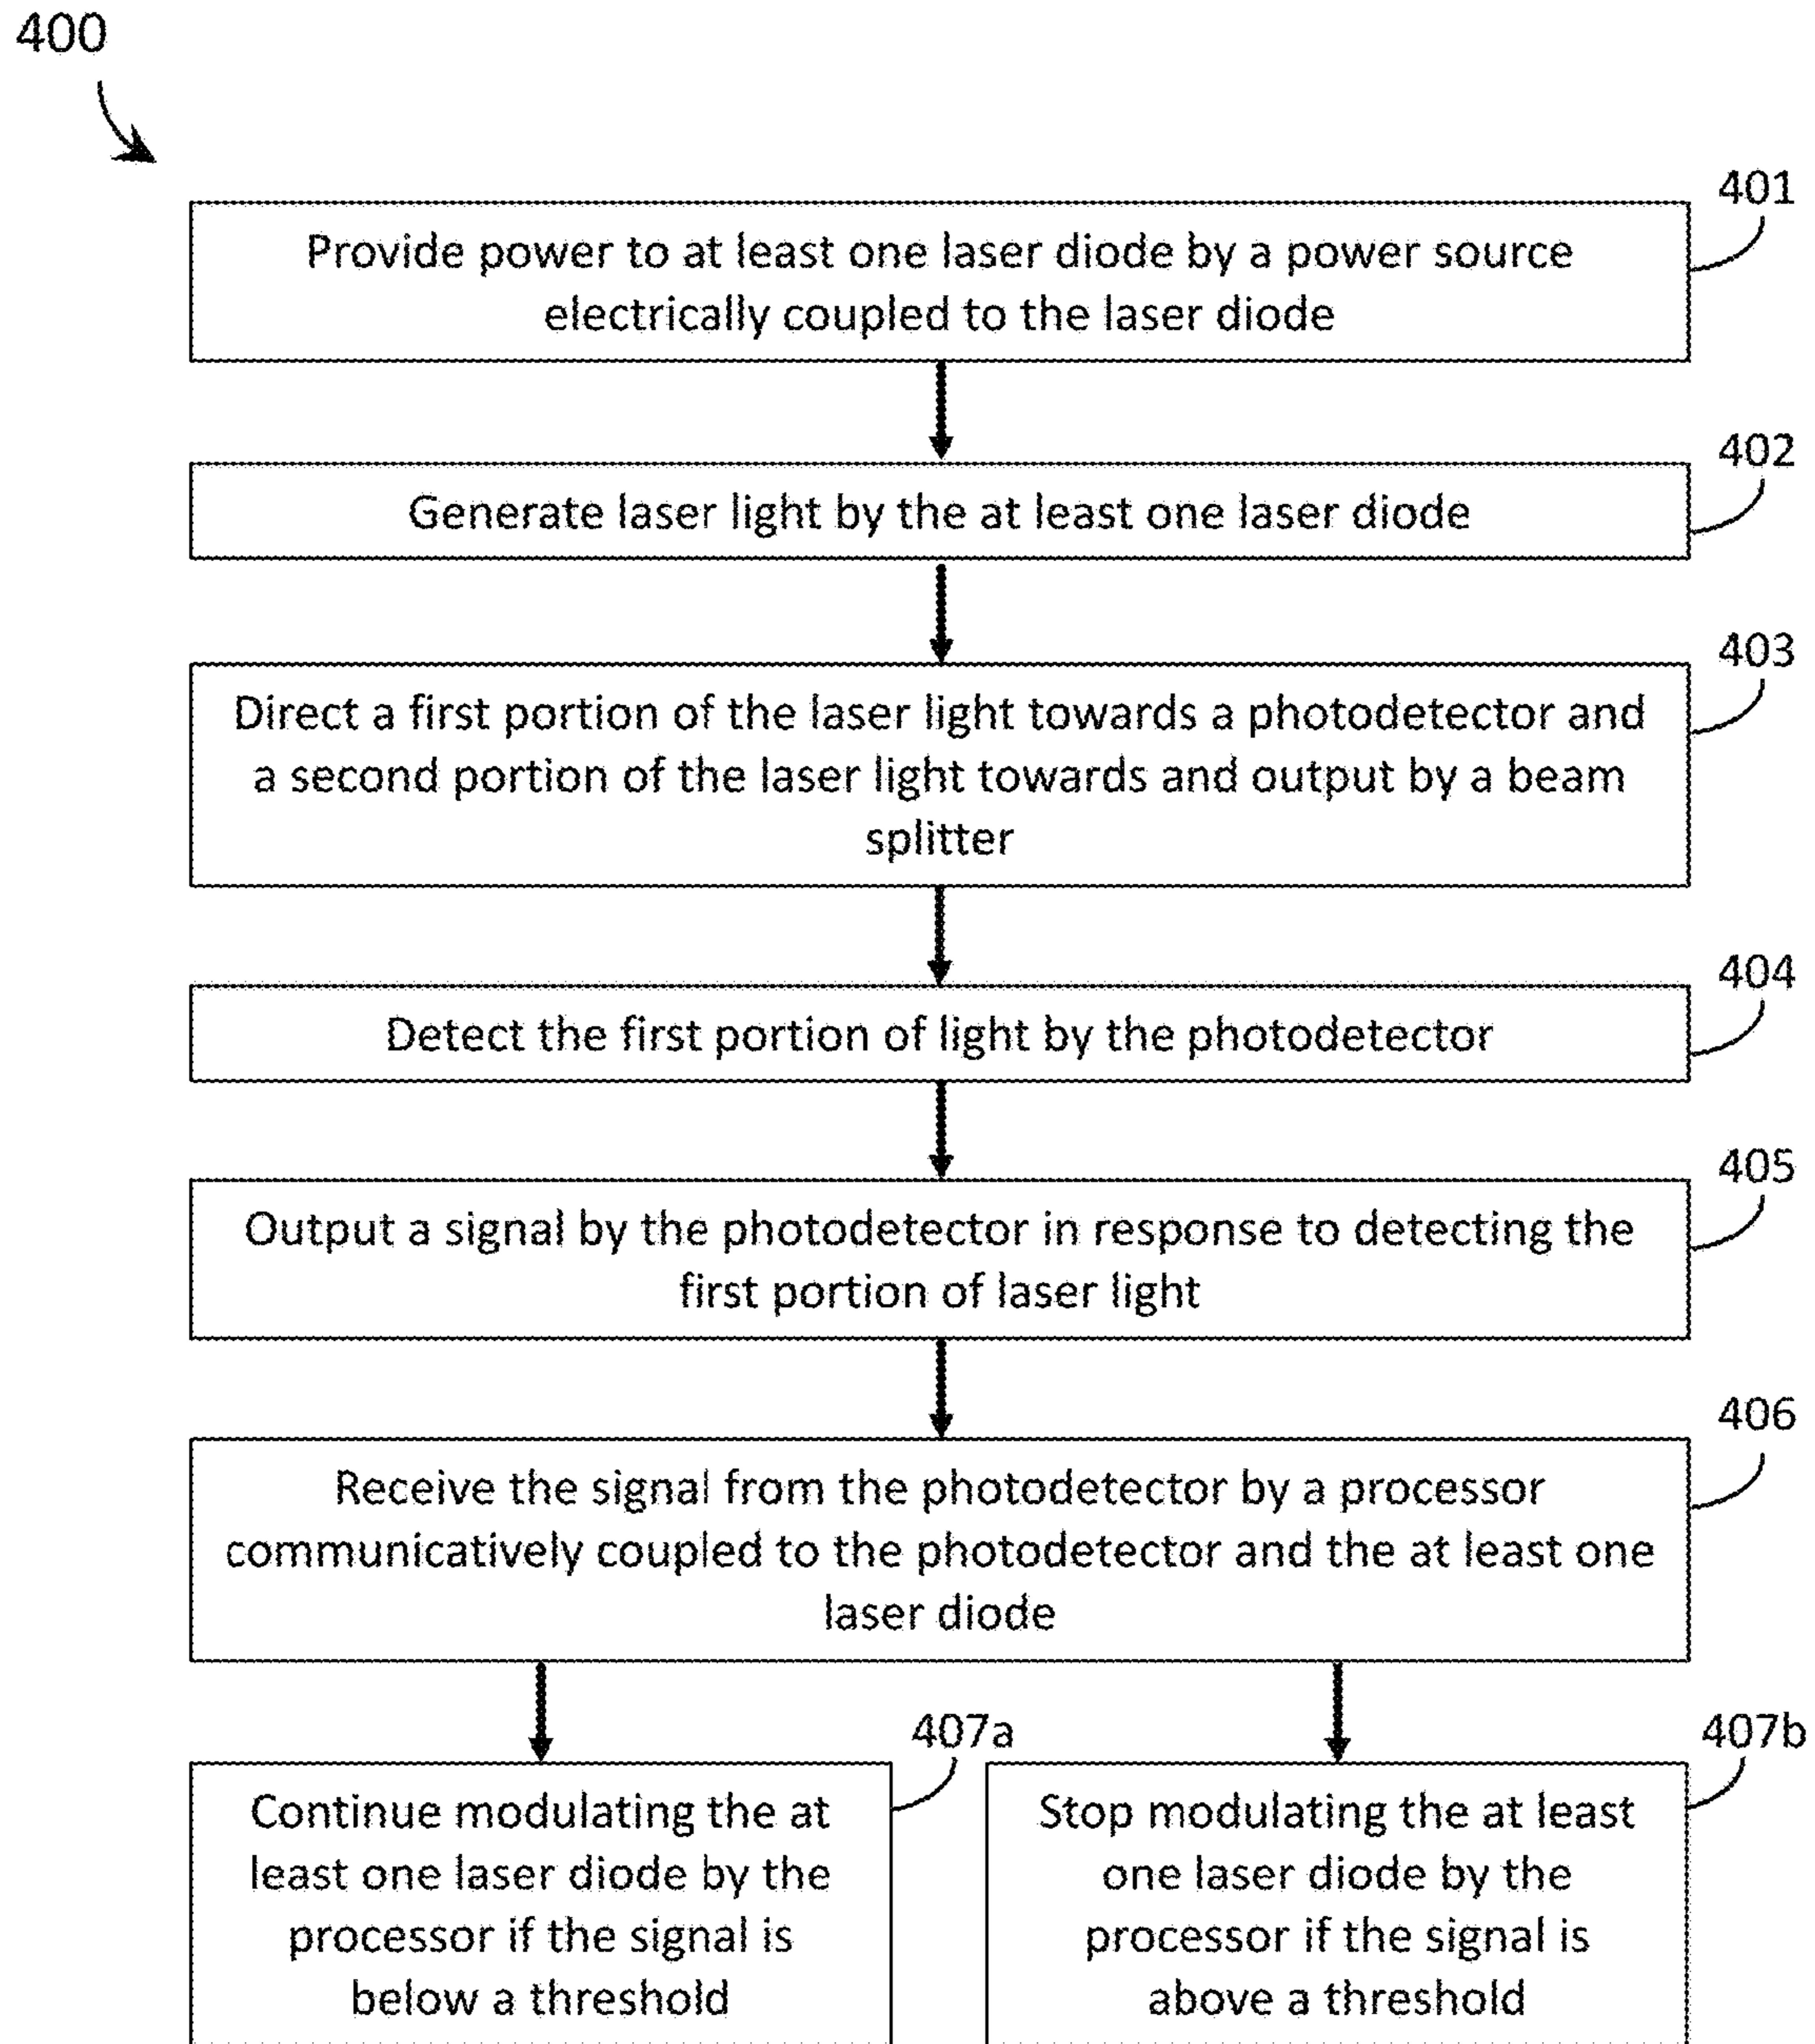 400
401
Provide power to at least one laser diode by a power source
electrically coupled to the laser diode
402
Generate laser light by the at least one laser diode
403
Direct a first portion of the laser light towards a photodetector and
a second portion of the laser light towards and output by a beam
splitter
404
Detect the first portion of light by the photodetector
405
Output a signal by the photodetector in response to detecting the
first portion of laser light
406
Receive the signal from the photodetector by a processor
communicatively coupled to the photodetector and the at least one
laser diode
407a
Continue modulating the at
least one laser diode by the
processor if the signal is
below a threshold
407b
Stop modulating the at least
one laser diode by the
processor if the signal is
above a threshold